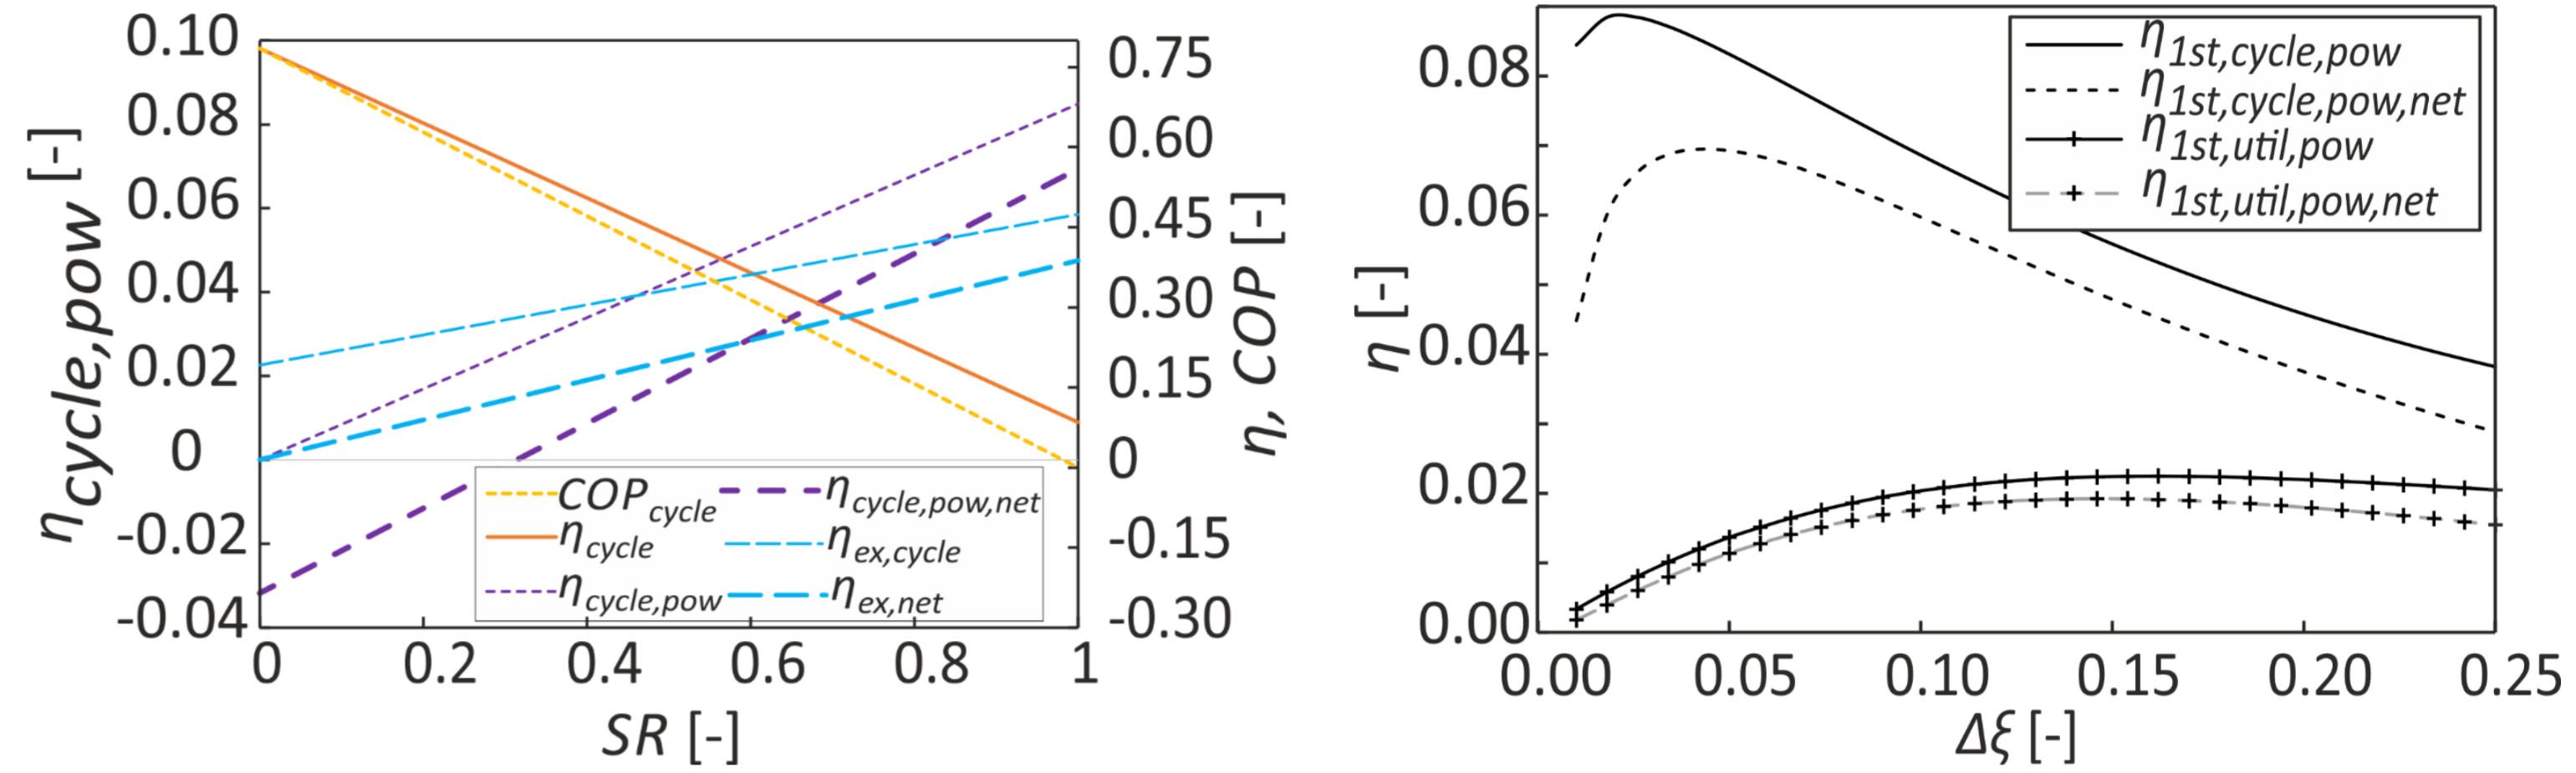 0.10
0.08
0.06
0.04
0.02
0
-0.02
-0.04
ηcycle,pow [-]
0.75
0.60
0.45
0.30
0.15
0
-0.15
-0.30
η, COP [-]
COPcycle
ηcycle
ηcycle,pow
ηcycle,pow,net
ηex,cycle
ηex,net
0 0.2 0.4 0.6 0.8 1
SR [-]
0.08
0.06
0.04
0.02
0.00
η [-]
η1st,cycle,pow
η1st,cycle,pow,net
η1st,util,pow
η1st,util,pow,net
0.00 0.05 0.10 0.15 0.20 0.25
Δξ [-]